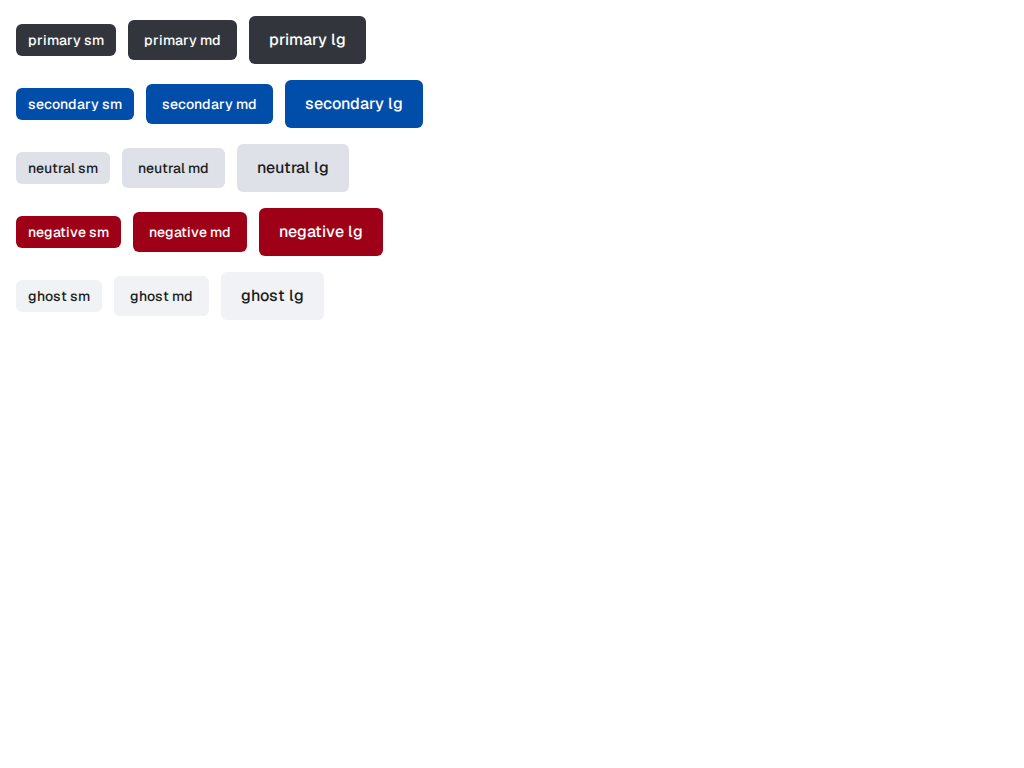 primary sm primary md primary lg
secondary sm secondary md secondary lg
neutral sm neutral md neutral lg
negative sm negative md negative lg
ghost sm ghost md ghost lg